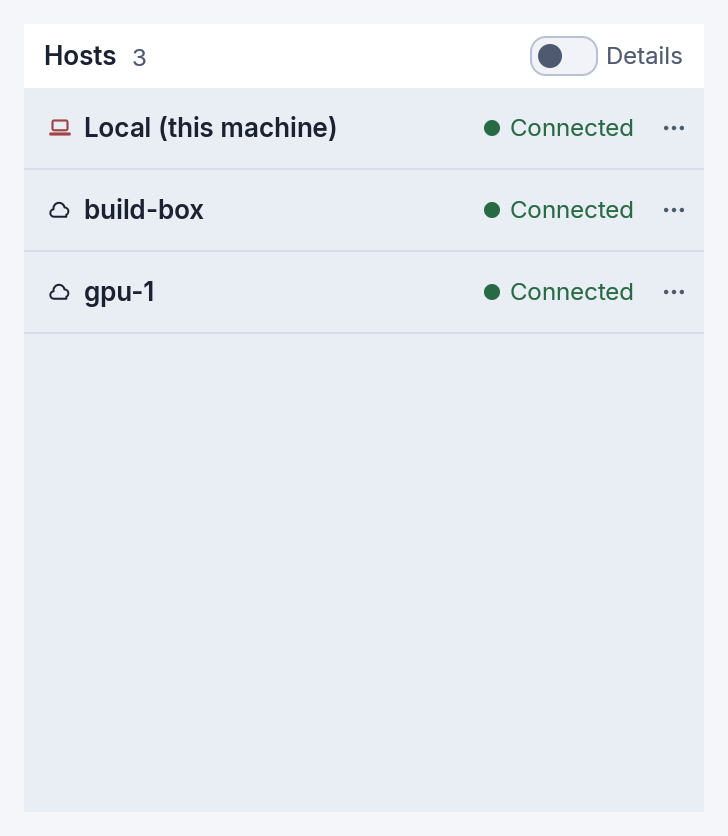 Hosts 3 Details
Local (this machine) Connected
build-box Connected
gpu-1 Connected